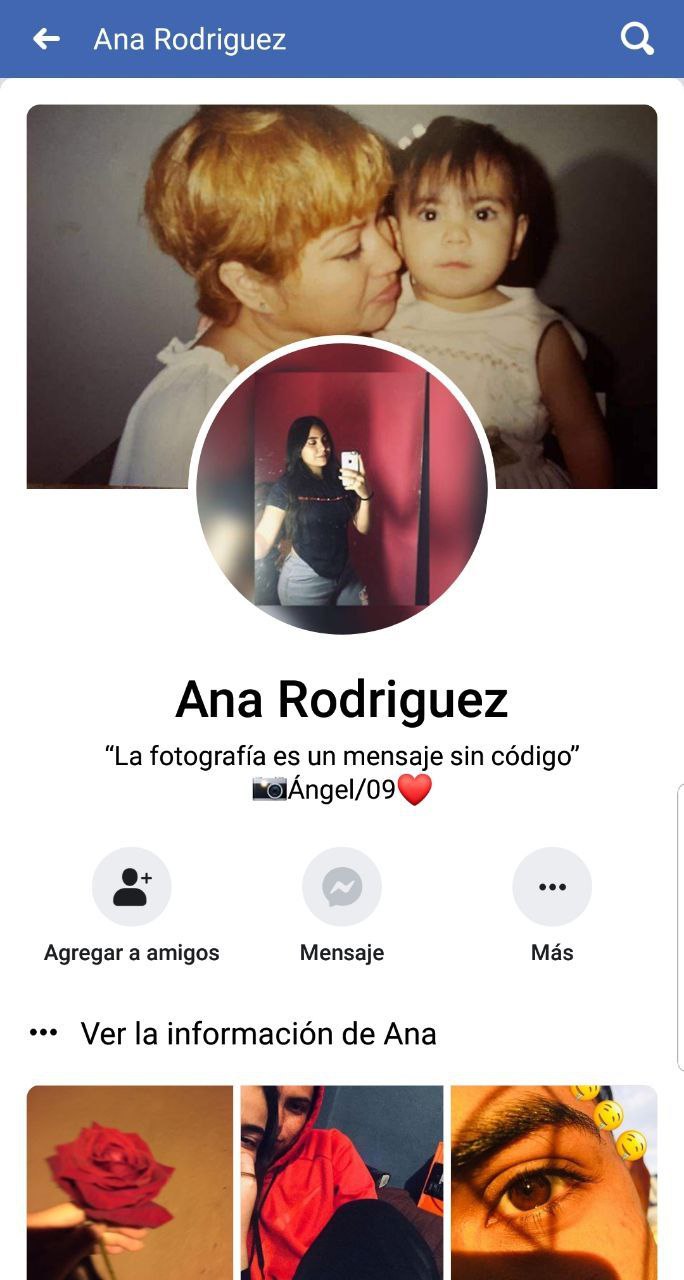 Ana Rodriguez
Ana Rodriguez
“La fotografía es un mensaje sin código”
📷Ángel/09❤️
Agregar a amigos
Mensaje
Más
Ver la información de Ana